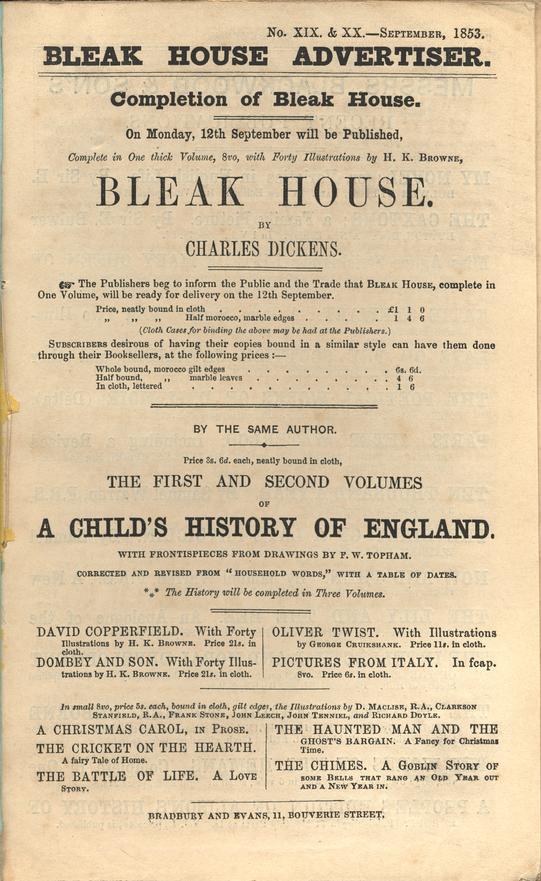 No. XIX. & XX.—September, 1853.
BLEAK HOUSE ADVERTISER.
Completion of Bleak House.
On Monday, 12th September will be Published,
Complete in One thick Volume, 8vo, with Forty Illustrations by H. K. Browne,
BLEAK HOUSE.
BY
CHARLES DICKENS.
☞ The Publishers beg to inform the Public and the Trade that Bleak House, complete in
One Volume, will be ready for delivery on the 12th September.
Price, neatly bound in cloth . . . . . . . . . . £1 1 0
„ „ „ Half morocco, marble edges . . . . . 1 4 6
(Cloth Cases for binding the above may be had at the Publishers.)
Subscribers desirous of having their copies bound in a similar style can have them done
through their Booksellers, at the following prices :—
Whole bound, morocco gilt edges . . . . . . . 6s. 6d.
Half bound, „ marble leaves . . . . . . . . 4 6
In cloth, lettered . . . . . . . . . . . 1 6
BY THE SAME AUTHOR.
Price 3s. 6d. each, neatly bound in cloth,
THE FIRST AND SECOND VOLUMES
OF
A CHILD'S HISTORY OF ENGLAND.
WITH FRONTISPIECES FROM DRAWINGS BY F. W. TOPHAM.
CORRECTED AND REVISED FROM "HOUSEHOLD WORDS," WITH A TABLE OF DATES.
*⁎* The History will be completed in Three Volumes.
DAVID COPPERFIELD. With Forty
Illustrations by H. K. Browne. Price 21s. in
cloth.
DOMBEY AND SON. With Forty Illus-
trations by H. K. Browne. Price 21s. in cloth.
OLIVER TWIST. With Illustrations
by George Cruikshank. Price 11s. in cloth.
PICTURES FROM ITALY. In fcap.
8vo. Price 6s. in cloth.
In small 8vo, price 5s. each, bound in cloth, gilt edges, the Illustrations by D. Maclise, R.A., Clarkson
Stanfield, R.A., Frank Stone, John Leech, John Tenniel, and Richard Doyle.
A CHRISTMAS CAROL, in Prose.
THE CRICKET ON THE HEARTH.
A fairy Tale of Home.
THE BATTLE OF LIFE. A Love
Story.
THE HAUNTED MAN AND THE
GHOST'S BARGAIN. A Fancy for Christmas
Time.
THE CHIMES. A Goblin Story of
some Bells that rang an Old Year out
and a New Year in.
BRADBURY AND EVANS, 11, BOUVERIE STREET.